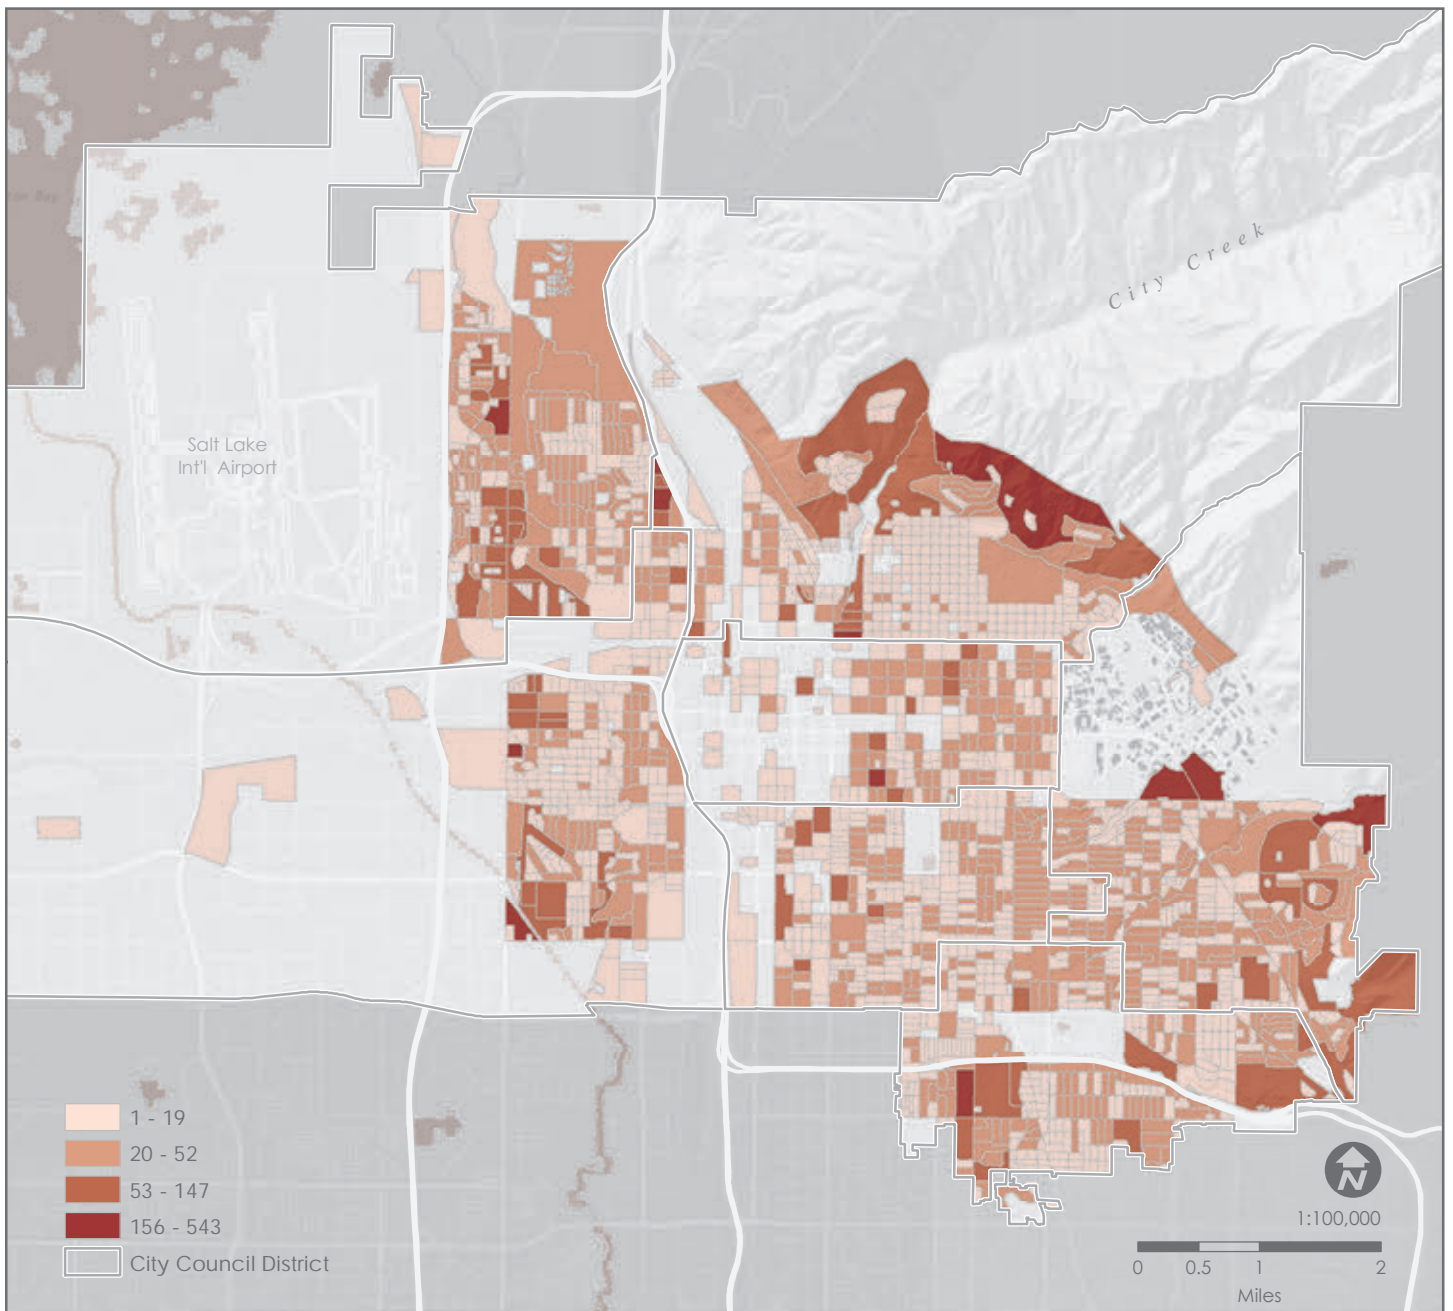 City Creek
Salt Lake
Int'l Airport
1 - 19
20 - 52
53 - 147
156 - 543
City Council District
N
1:100,000
0 0.5 1 2
Miles